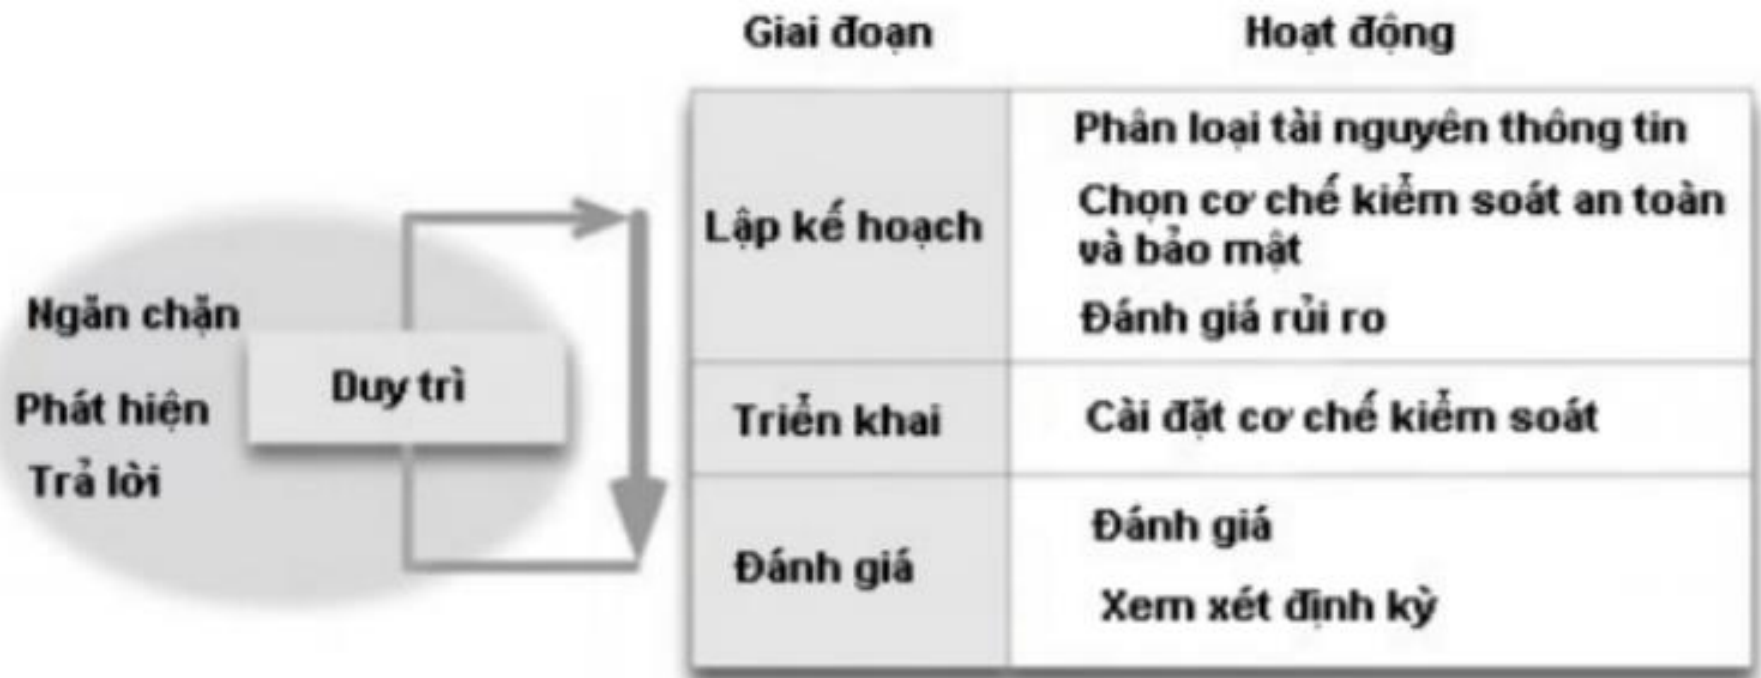 Giai đoạn
Hoạt động
Ngăn chặn
Phát hiện
Trả lời
Duy trì
Lập kế hoạch
Phân loại tài nguyên thông tin
Chọn cơ chế kiểm soát an toàn
và bảo mật
Đánh giá rủi ro
Triển khai
Cài đặt cơ chế kiểm soát
Đánh giá
Đánh giá
Xem xét định kỳ